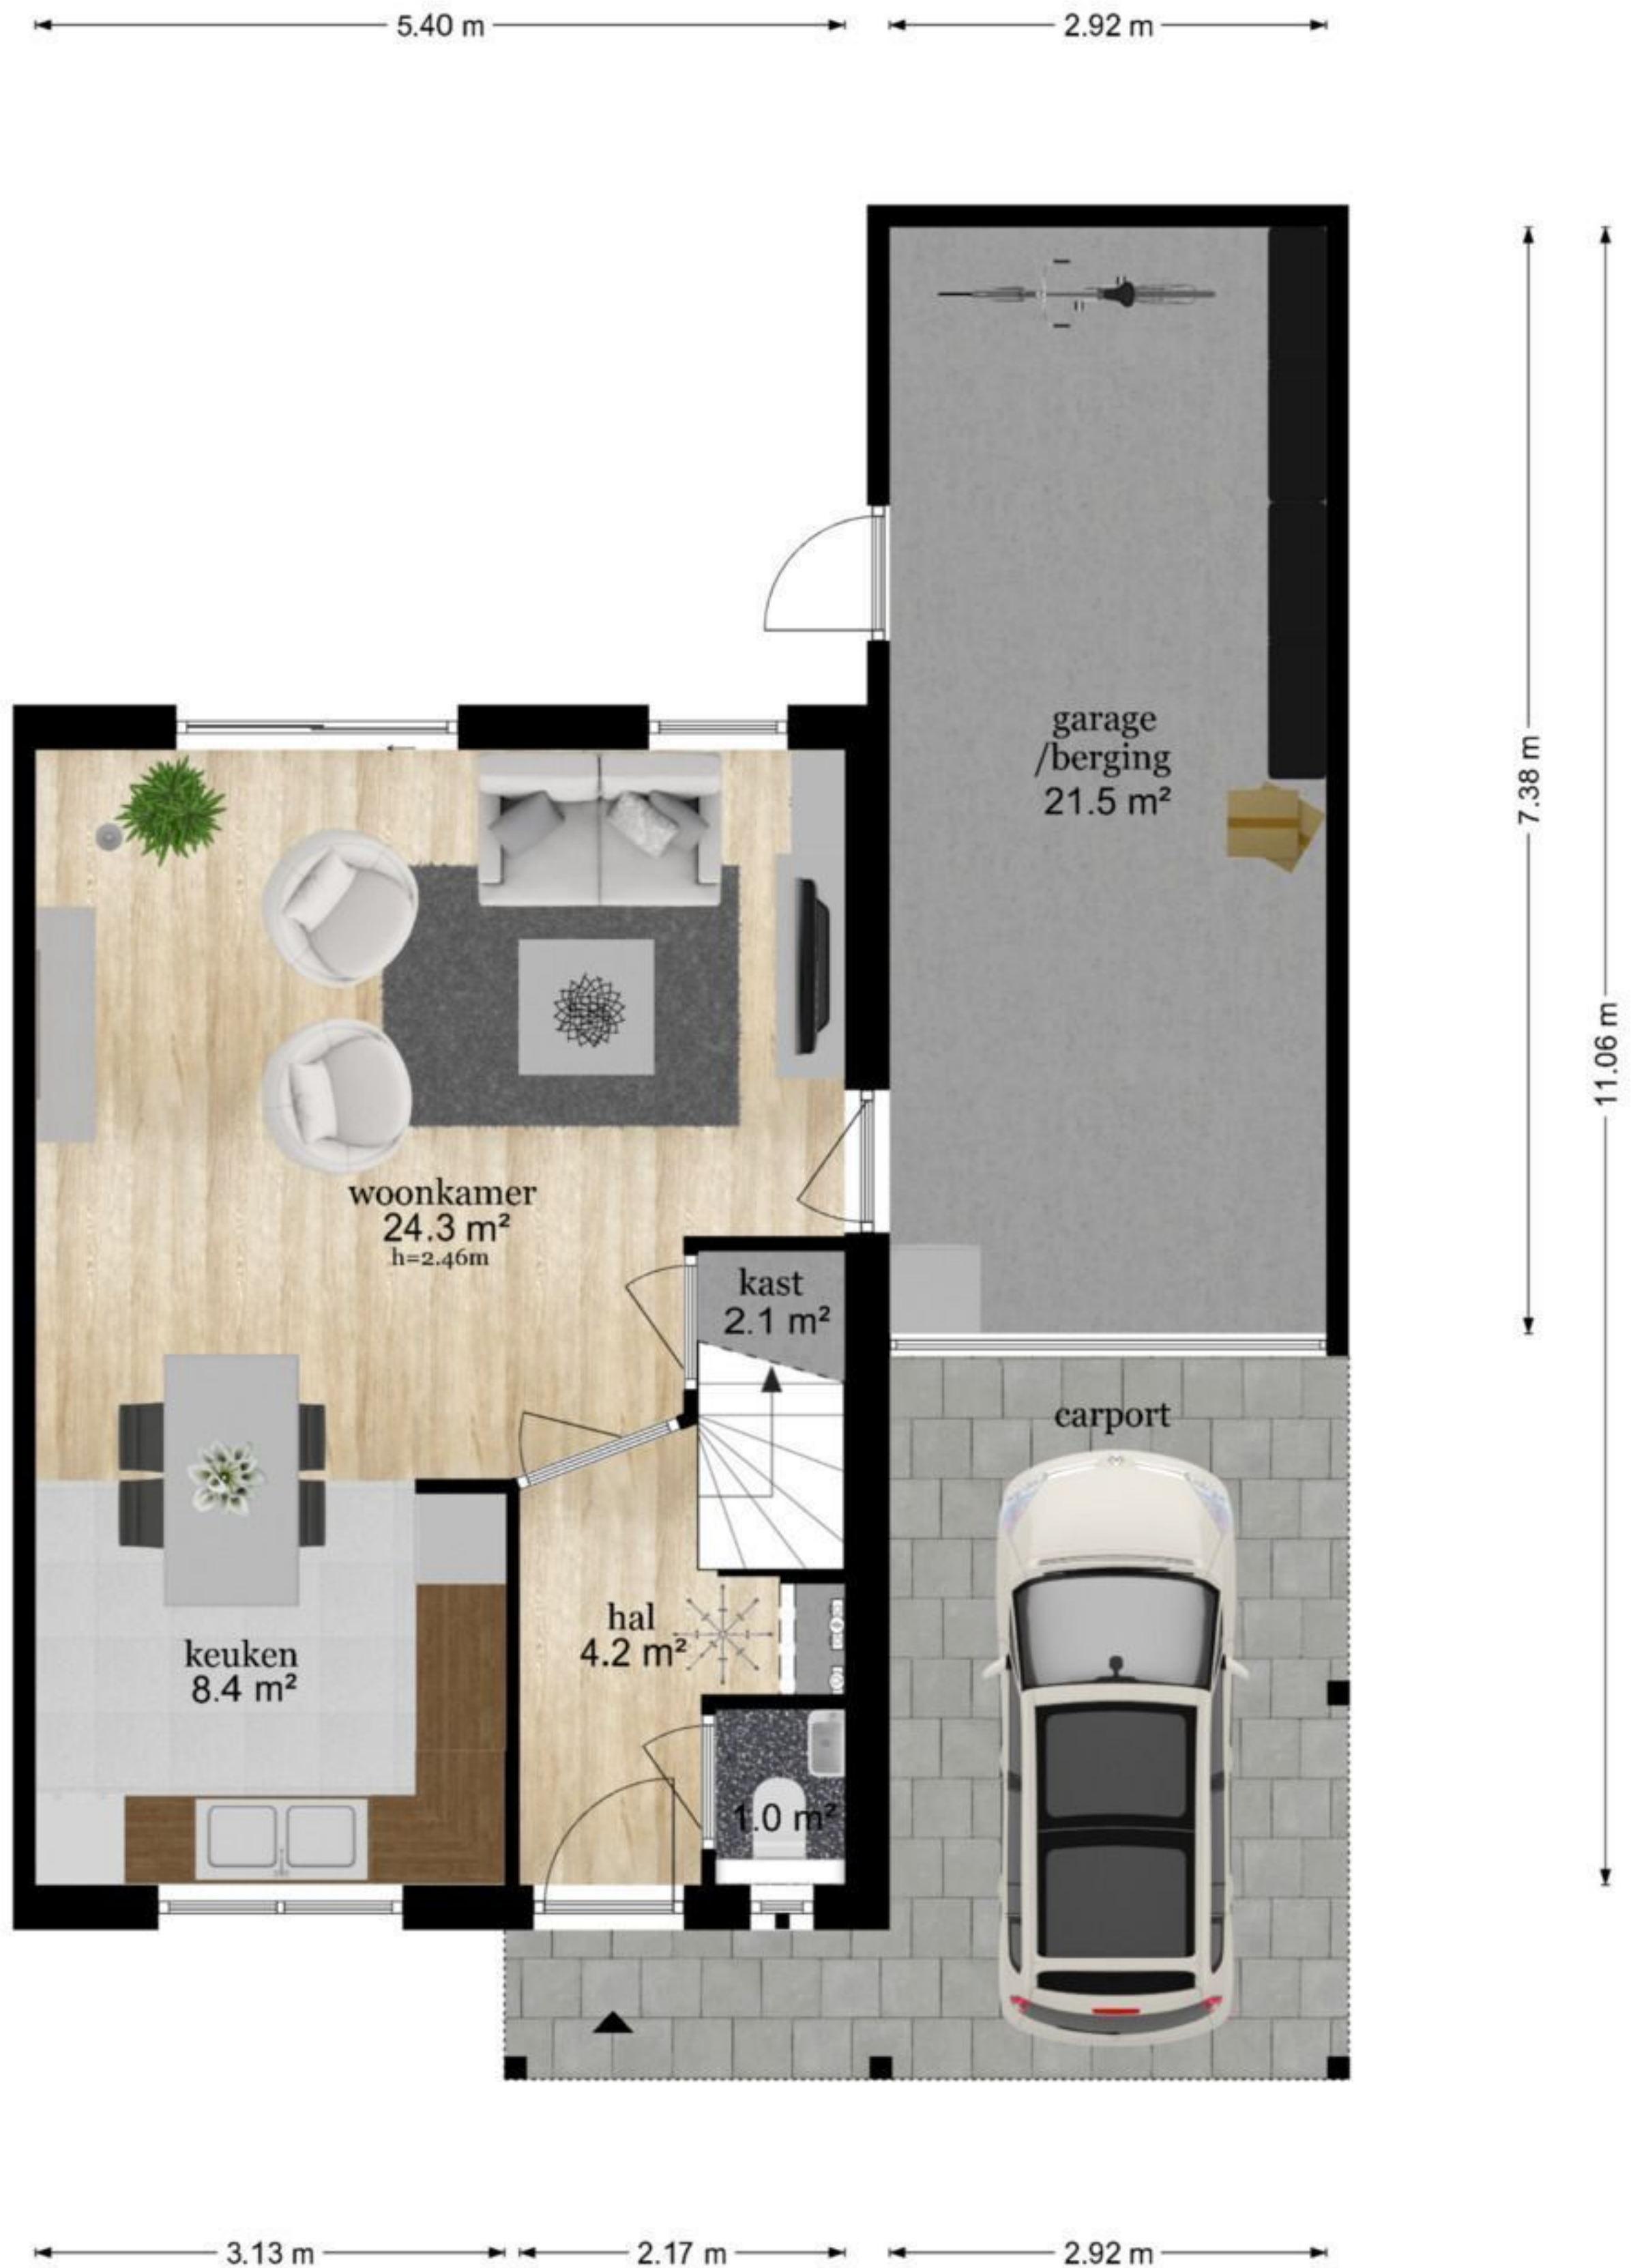 5.40 m
2.92 m
garage
/berging
21.5 m²
7.38 m
11.06 m
woonkamer
24.3 m²
h=2.46m
kast
2.1 m²
carport
hal
4.2 m²
keuken
8.4 m²
1.0 m²
3.13 m
2.17 m
2.92 m